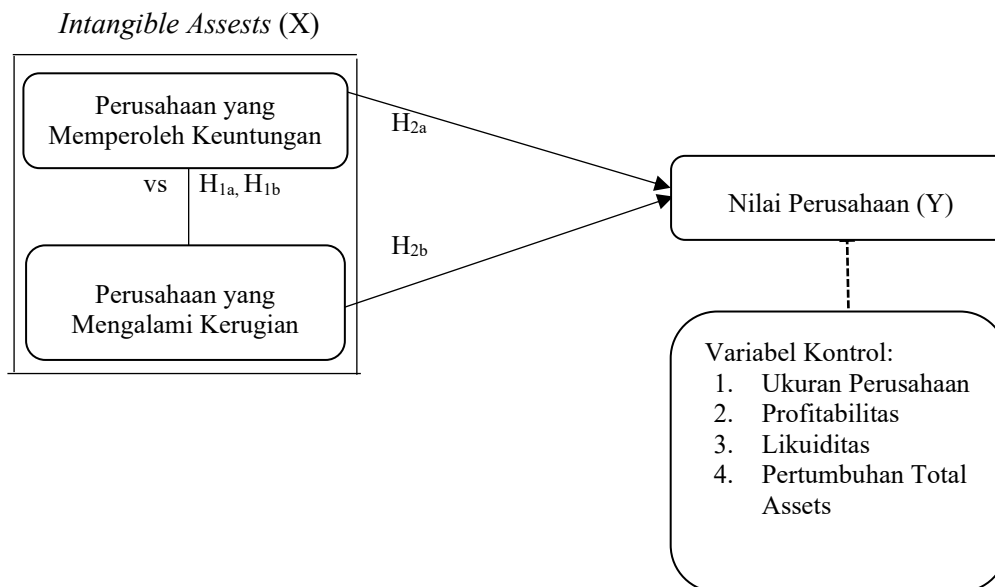 Intangible Assests (X)
Perusahaan yang
Memperoleh Keuntungan
vs H1a, H1b
Perusahaan yang
Mengalami Kerugian
H2a
H2b
Nilai Perusahaan (Y)
Variabel Kontrol:
1. Ukuran Perusahaan
2. Profitabilitas
3. Likuiditas
4. Pertumbuhan Total
Assets